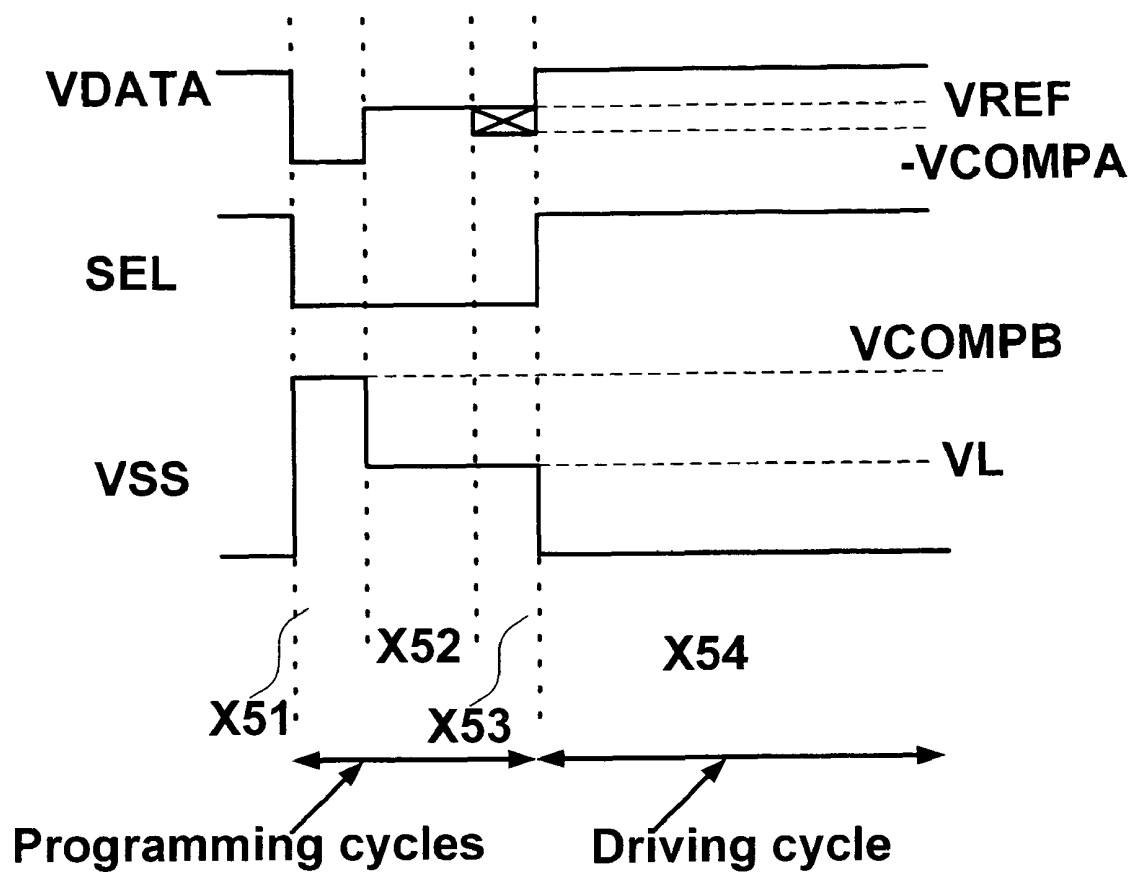 VDATA
VREF
-VCOMPA
SEL
VCOMPB
VSS
VL
X52
X54
X51
X53
Programming cycles
Driving cycle